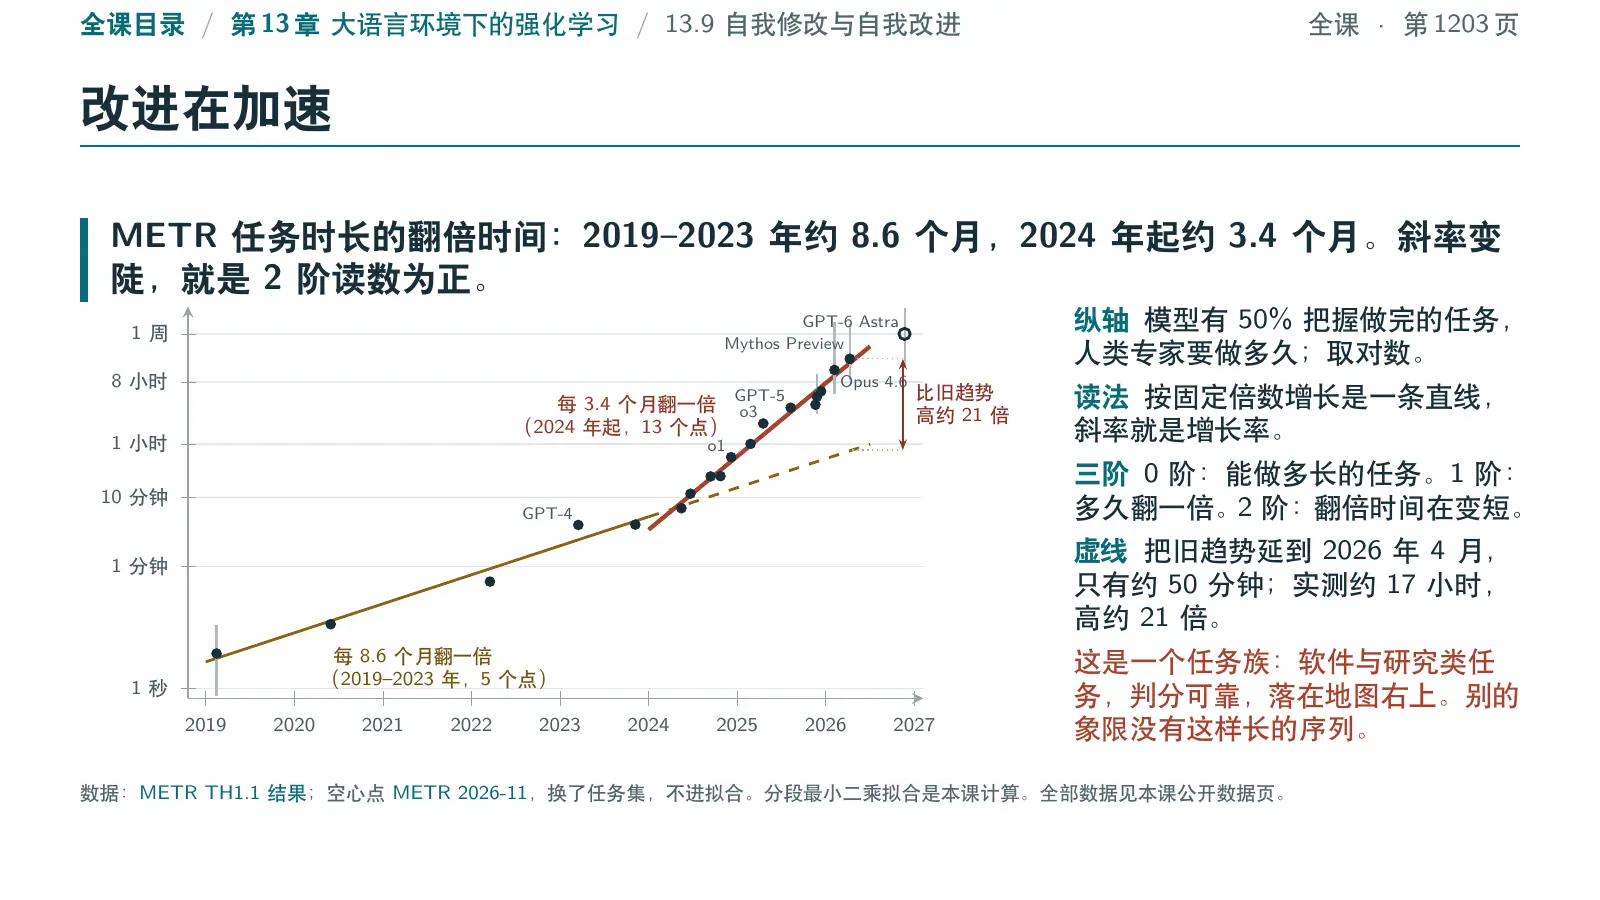 全课目录 / 第13章 大语言环境下的强化学习 / 13.9 自我修改与自我改进
全课 · 第1203页
改进在加速
METR 任务时长的翻倍时间：2019–2023 年约 8.6 个月，2024 年起约 3.4 个月。斜率变
陡，就是 2 阶读数为正。
1 周
8 小时
1 小时
10 分钟
1 分钟
1 秒
2019 2020 2021 2022 2023 2024 2025 2026 2027
GPT-6 Astra
Mythos Preview
Opus 4.6
GPT-5
o3
o1
GPT-4
每 3.4 个月翻一倍
（2024 年起，13 个点）
每 8.6 个月翻一倍
（2019–2023 年，5 个点）
比旧趋势
高约 21 倍
纵轴 模型有 50% 把握做完的任务，
人类专家要做多久；取对数。
读法 按固定倍数增长是一条直线，
斜率就是增长率。
三阶 0 阶：能做多长的任务。1 阶：
多久翻一倍。2 阶：翻倍时间在变短。
虚线 把旧趋势延到 2026 年 4 月，
只有约 50 分钟；实测约 17 小时，
高约 21 倍。
这是一个任务族：软件与研究类任
务，判分可靠，落在地图右上。别的
象限没有这样长的序列。
数据：METR TH1.1 结果；空心点 METR 2026-11，换了任务集，不进拟合。分段最小二乘拟合是本课计算。全部数据见本课公开数据页。